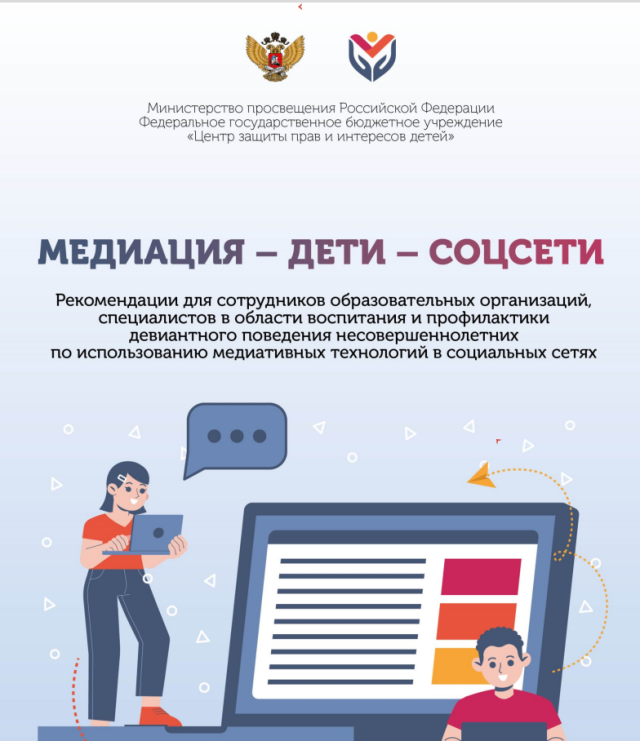 Министерство просвещения Российской Федерации
Федеральное государственное бюджетное учреждение
«Центр защиты прав и интересов детей»
МЕДИАЦИЯ – ДЕТИ – СОЦСЕТИ
Рекомендации для сотрудников образовательных организаций,
специалистов в области воспитания и профилактики
девиантного поведения несовершеннолетних
по использованию медиативных технологий в социальных сетях